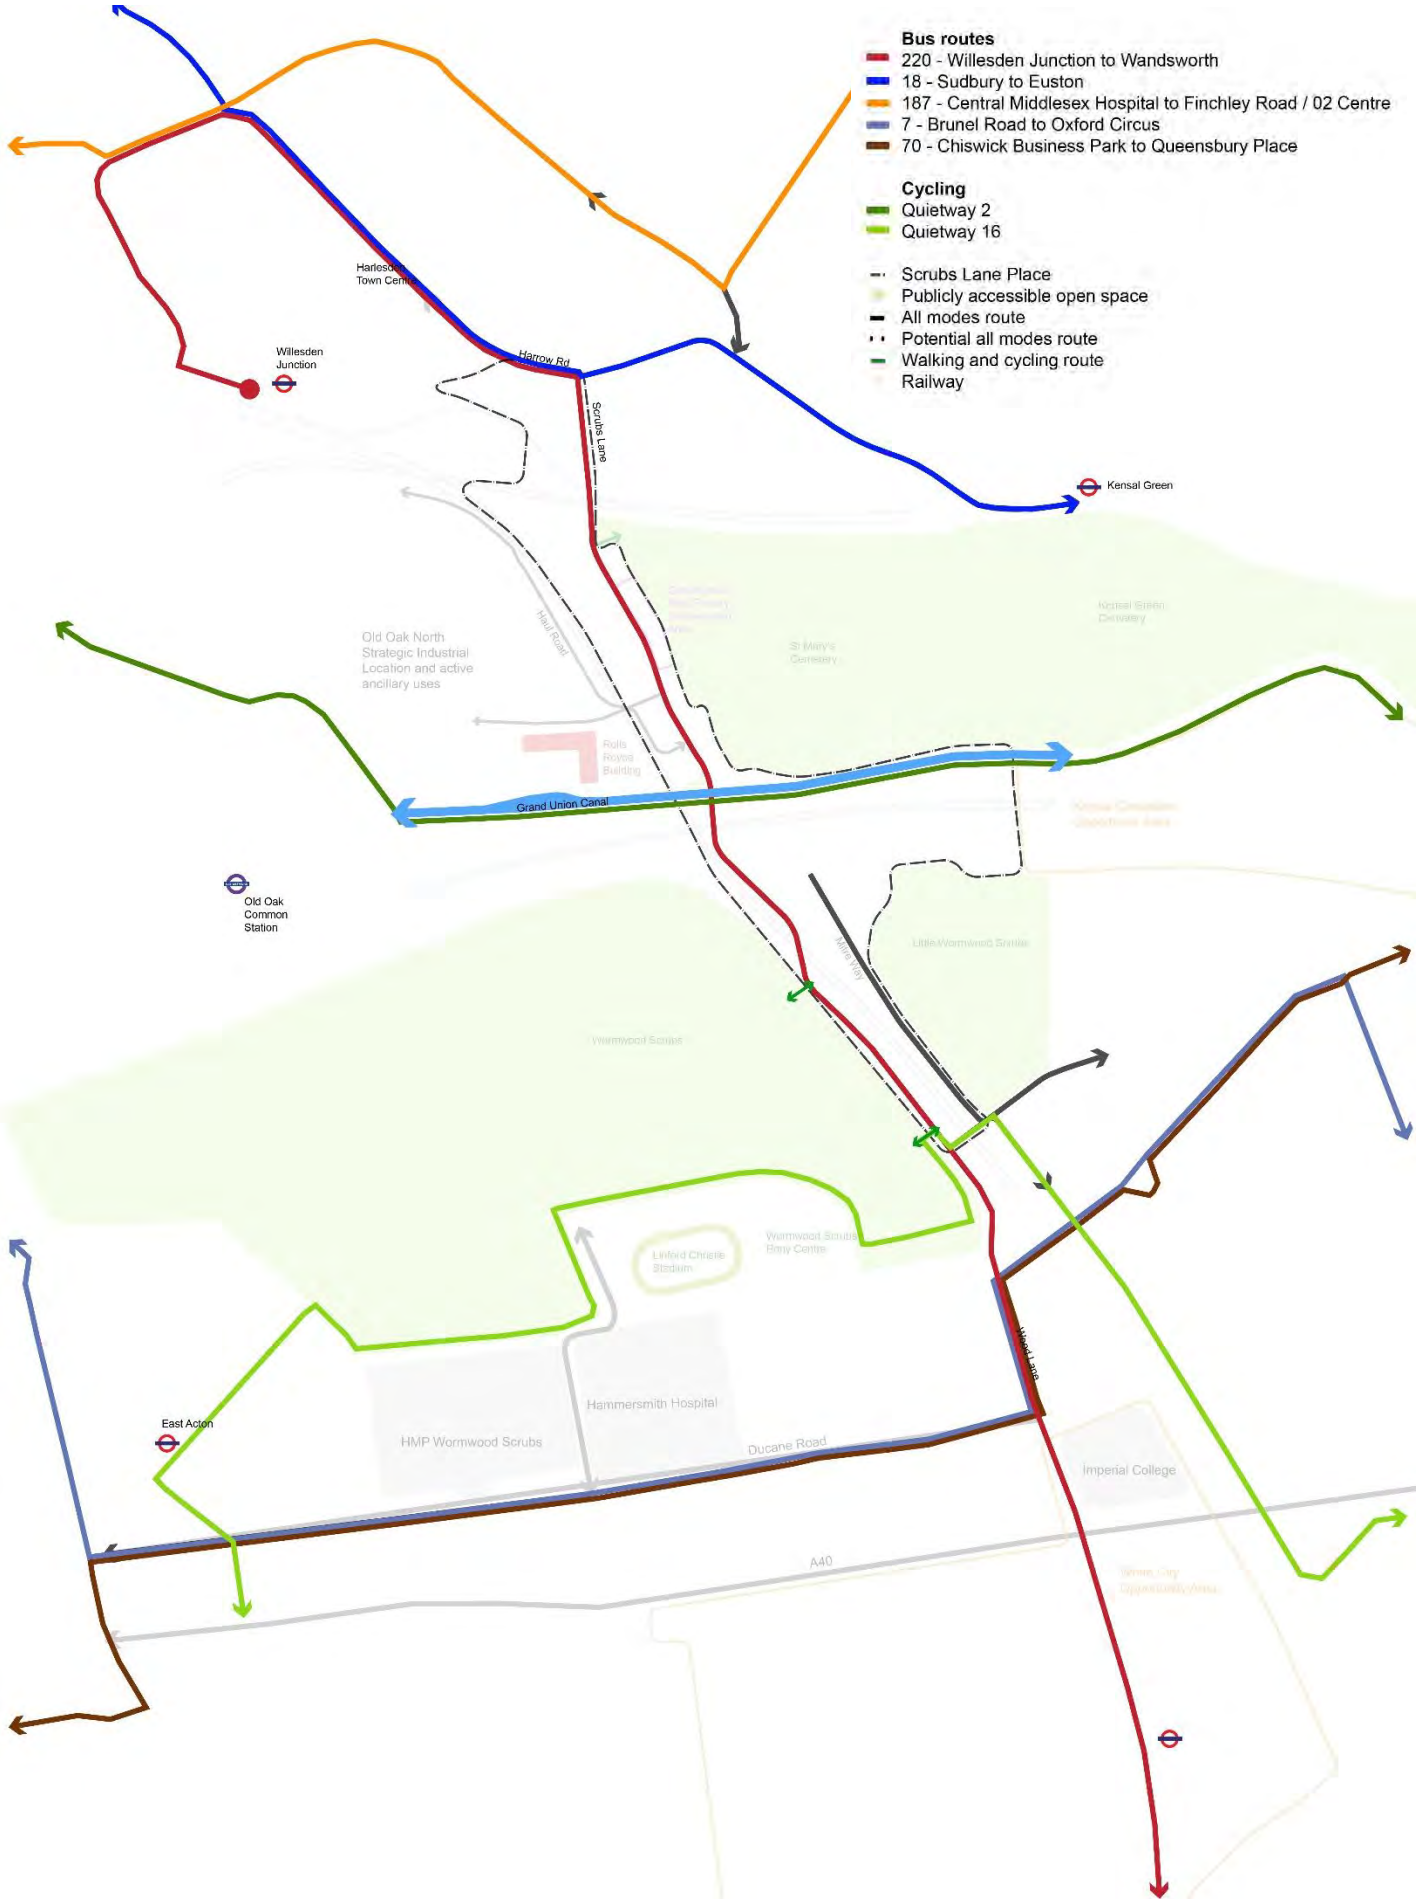 Bus routes
220 - Willesden Junction to Wandsworth
18 - Sudbury to Euston
187 - Central Middlesex Hospital to Finchley Road / 02 Centre
7 - Brunel Road to Oxford Circus
70 - Chiswick Business Park to Queensbury Place
Cycling
Quietway 2
Quietway 16
Scrubs Lane Place
Publicly accessible open space
All modes route
Potential all modes route
Walking and cycling route
Railway
Harlesden
Town Centre
Willesden
Junction
Harrow Rd
Scrubs Lane
Kensal Green
Kensal Green
Cemetery
Haul Road
Old Oak North
Strategic Industrial
Location and active
ancillary uses
St Mary's
Cemetery
Rolls
Royce
Building
Grand Union Canal
Old Oak
Common
Station
Mitre Way
Little Wormwood Scrubs
Wormwood Scrubs
Wormwood Scrubs
Pony Centre
Linford Christie
Stadium
Wood Lane
East Acton
HMP Wormwood Scrubs
Hammersmith Hospital
Ducane Road
Imperial College
A40
White City
Opportunity Area